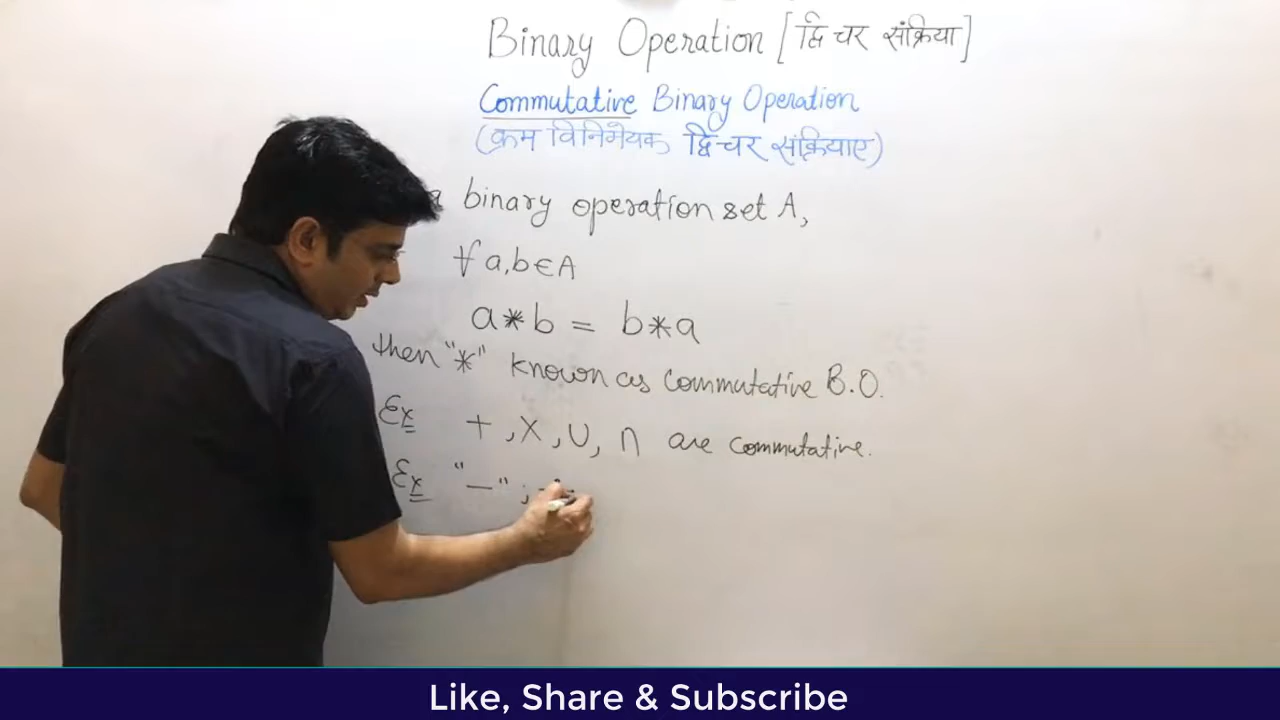 Binary Operation [द्विचर संक्रिया]
Commutative Binary Operation
(क्रम विनिमेयक द्विचर संक्रियाए)
binary operation set A,
∀ a,b∈A
a*b = b*a
then "*" known as commutative B.O.
Ex +, ×, ∪, ∩ are commutative.
Ex "—" ;
Like, Share & Subscribe